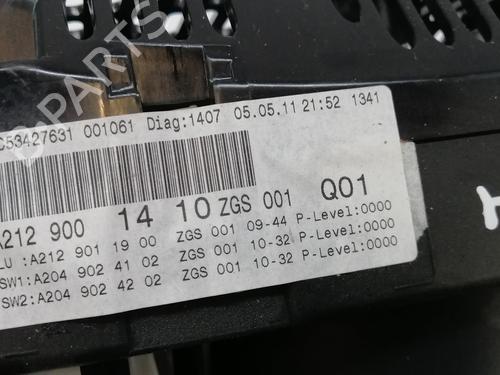 C53427631 001061 Diag:1407 05.05.11 21:52 1341
A212 900 14 10 ZGS 001 Q01
LU :A212 901 19 00 ZGS 001 09-44 P-Level:0000
SW1:A204 902 41 02 ZGS 001 10-32 P-Level:0000
SW2:A204 902 42 02 ZGS 001 10-32 P-Level:0000
B-PARTS